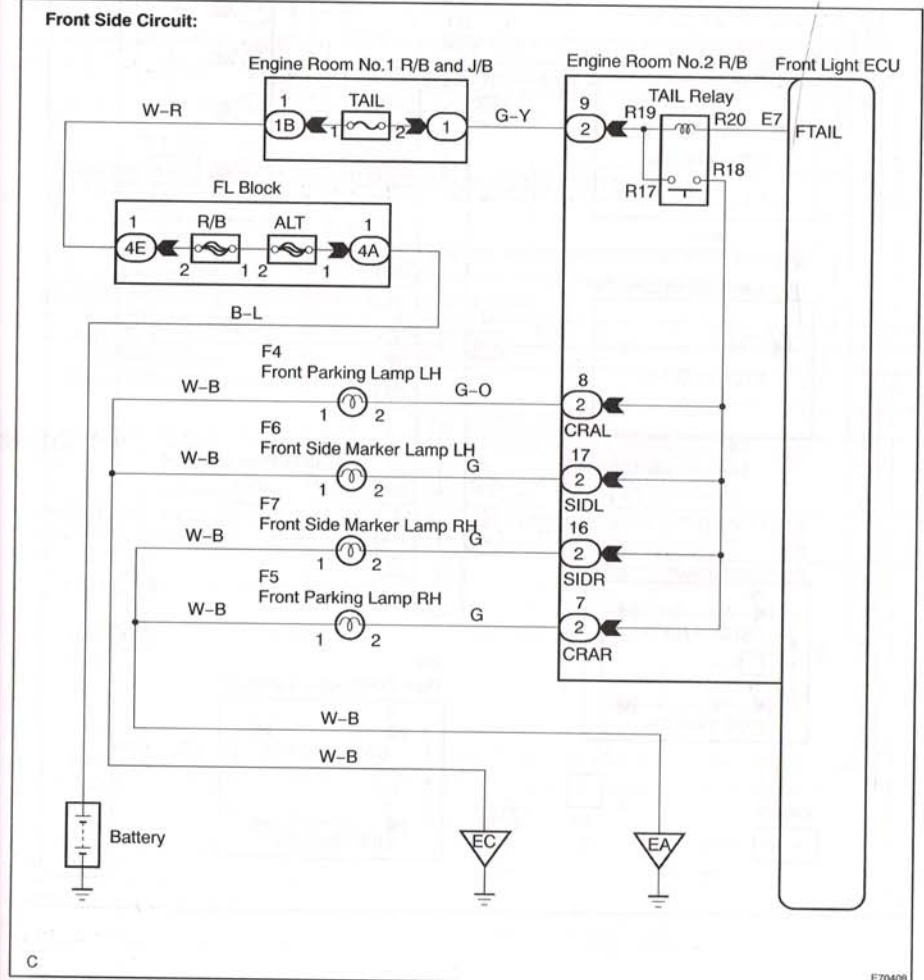 Front Side Circuit:
Engine Room No.1 R/B and J/B
Engine Room No.2 R/B
Front Light ECU
W–R
1
1B
1
TAIL
2
1
G–Y
9
2
R19
TAIL Relay
R20
E7
FTAIL
R17
R18
FL Block
1
4E
2
R/B
1
2
ALT
1
1
4A
B–L
F4
Front Parking Lamp LH
W–B
1
2
G–O
8
2
CRAL
F6
Front Side Marker Lamp LH
W–B
1
2
G
17
2
SIDL
F7
Front Side Marker Lamp RH
W–B
1
2
G
16
2
SIDR
F5
Front Parking Lamp RH
W–B
1
2
G
7
2
CRAR
W–B
W–B
Battery
EC
EA
C
E70408